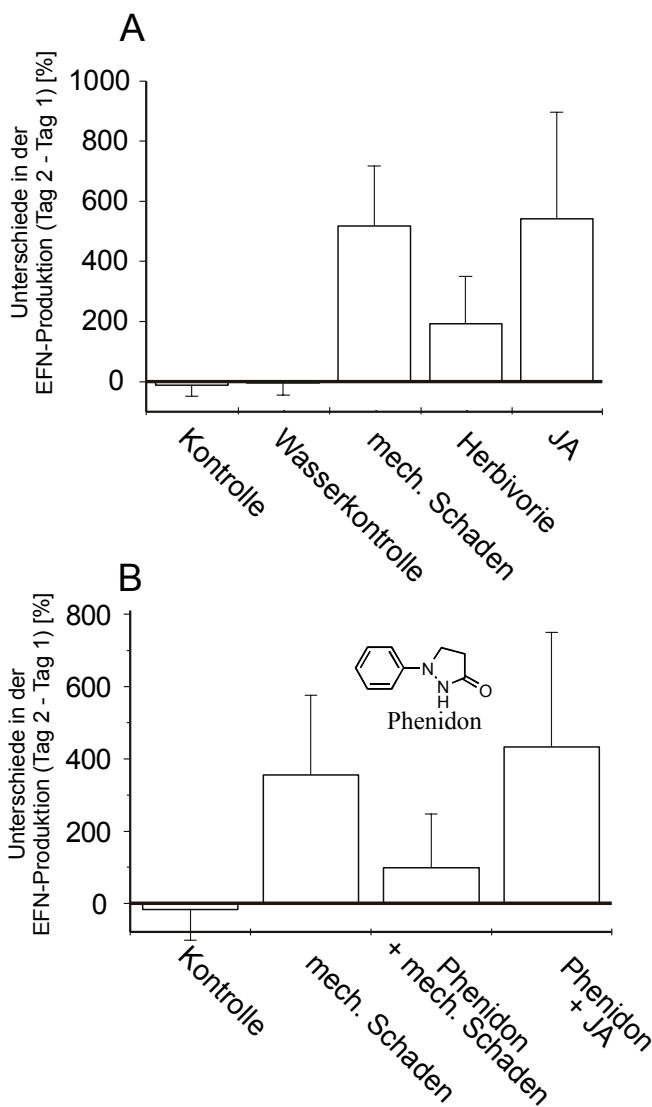 A
Unterschiede in der
EFN-Produktion (Tag 2 - Tag 1) [%]
1000
800
600
400
200
0
Kontrolle
Wasserkontrolle
mech. Schaden
Herbivorie
JA
B
Unterschiede in der
EFN-Produktion (Tag 2 - Tag 1) [%]
800
600
400
200
0
N
N
H
O
Phenidon
Kontrolle
mech. Schaden
Phenidon
+ mech. Schaden
Phenidon
+ JA